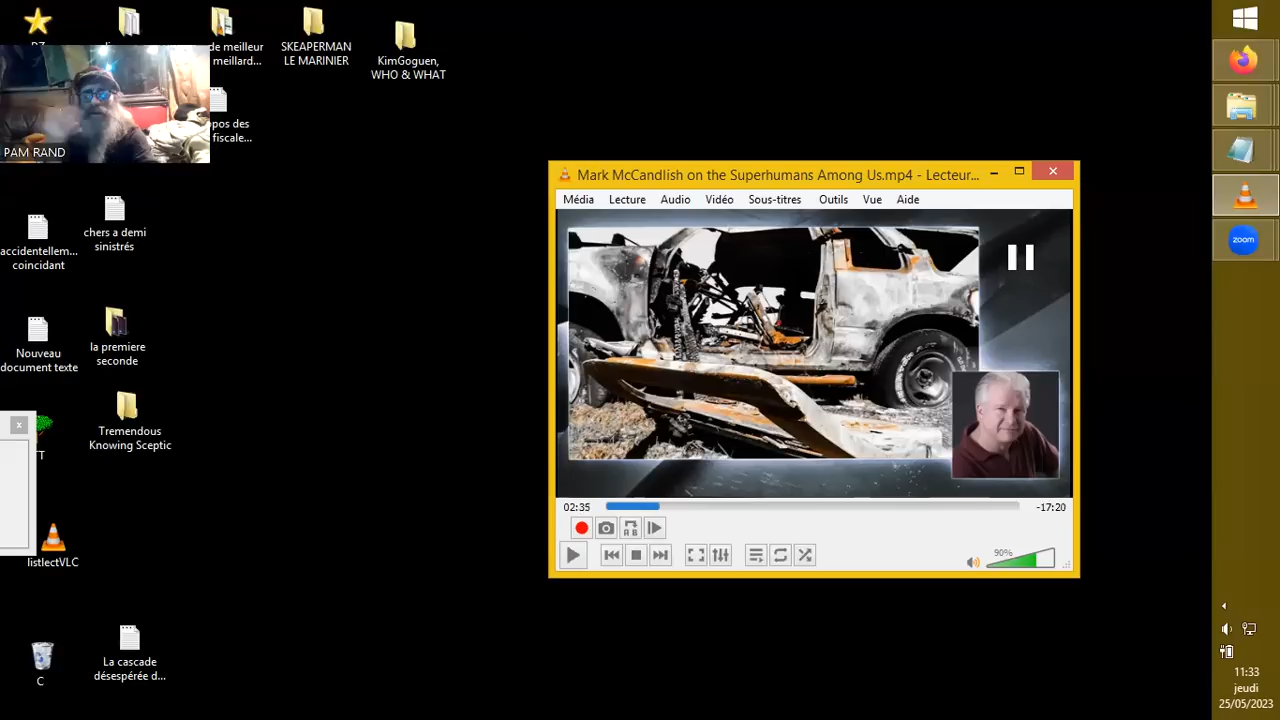 de meilleur
meillard...
SKEAPERMAN
LE MARINIER
KimGoguen,
WHO & WHAT
PAM RAND
pos des
fiscale...
accidentellem...
coincidant
chers a demi
sinistrés
Nouveau
document texte
la premiere
seconde
Tremendous
Knowing Sceptic
x
TT
listlectVLC
C
La cascade
désespérée d...
Mark McCandlish on the Superhumans Among Us.mp4 - Lecteur...
Média Lecture Audio Vidéo Sous-titres Outils Vue Aide
02:35
-17:20
A B
90%
zoom
11:33
jeudi
25/05/2023